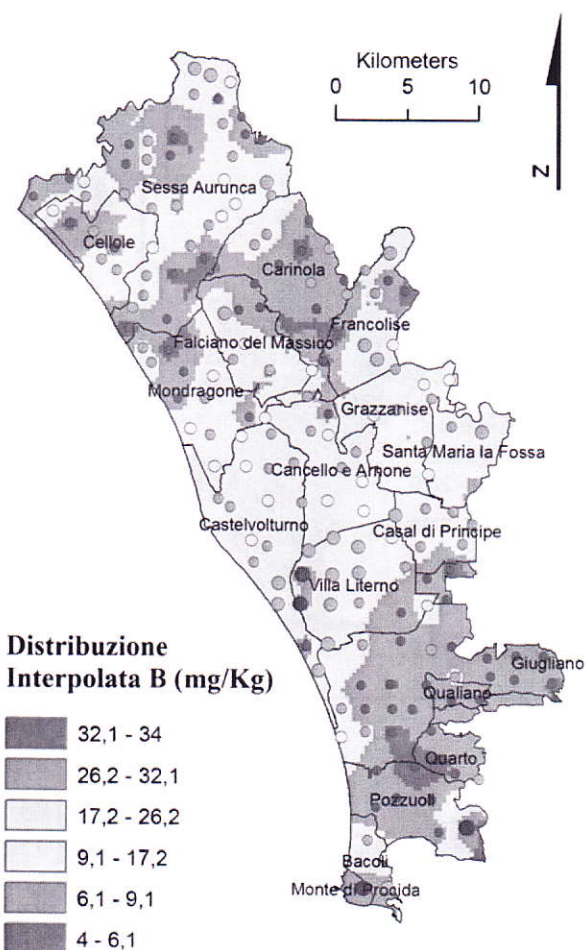 Kilometers
0 5 10
N
Sessa Aurunca
Cellole
Carinola
Francolise
Falciano del Massico
Mondragone
Grazzanise
Santa Maria la Fossa
Cancello e Arnone
Castelvolturno
Casal di Principe
Villa Literno
Giugliano
Qualiano
Quarto
Pozzuoli
Bacoli
Monte di Procida
Distribuzione
Interpolata B (mg/Kg)
32,1 - 34
26,2 - 32,1
17,2 - 26,2
9,1 - 17,2
6,1 - 9,1
4 - 6,1